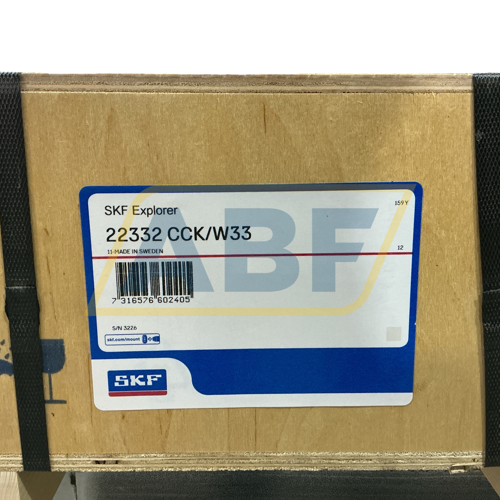 SKF Explorer
159Y
22332 CCK/W33
11-MADE IN SWEDEN
12
7 316576 602405
S/N 3226
skf.com/mount
SKF
ABF